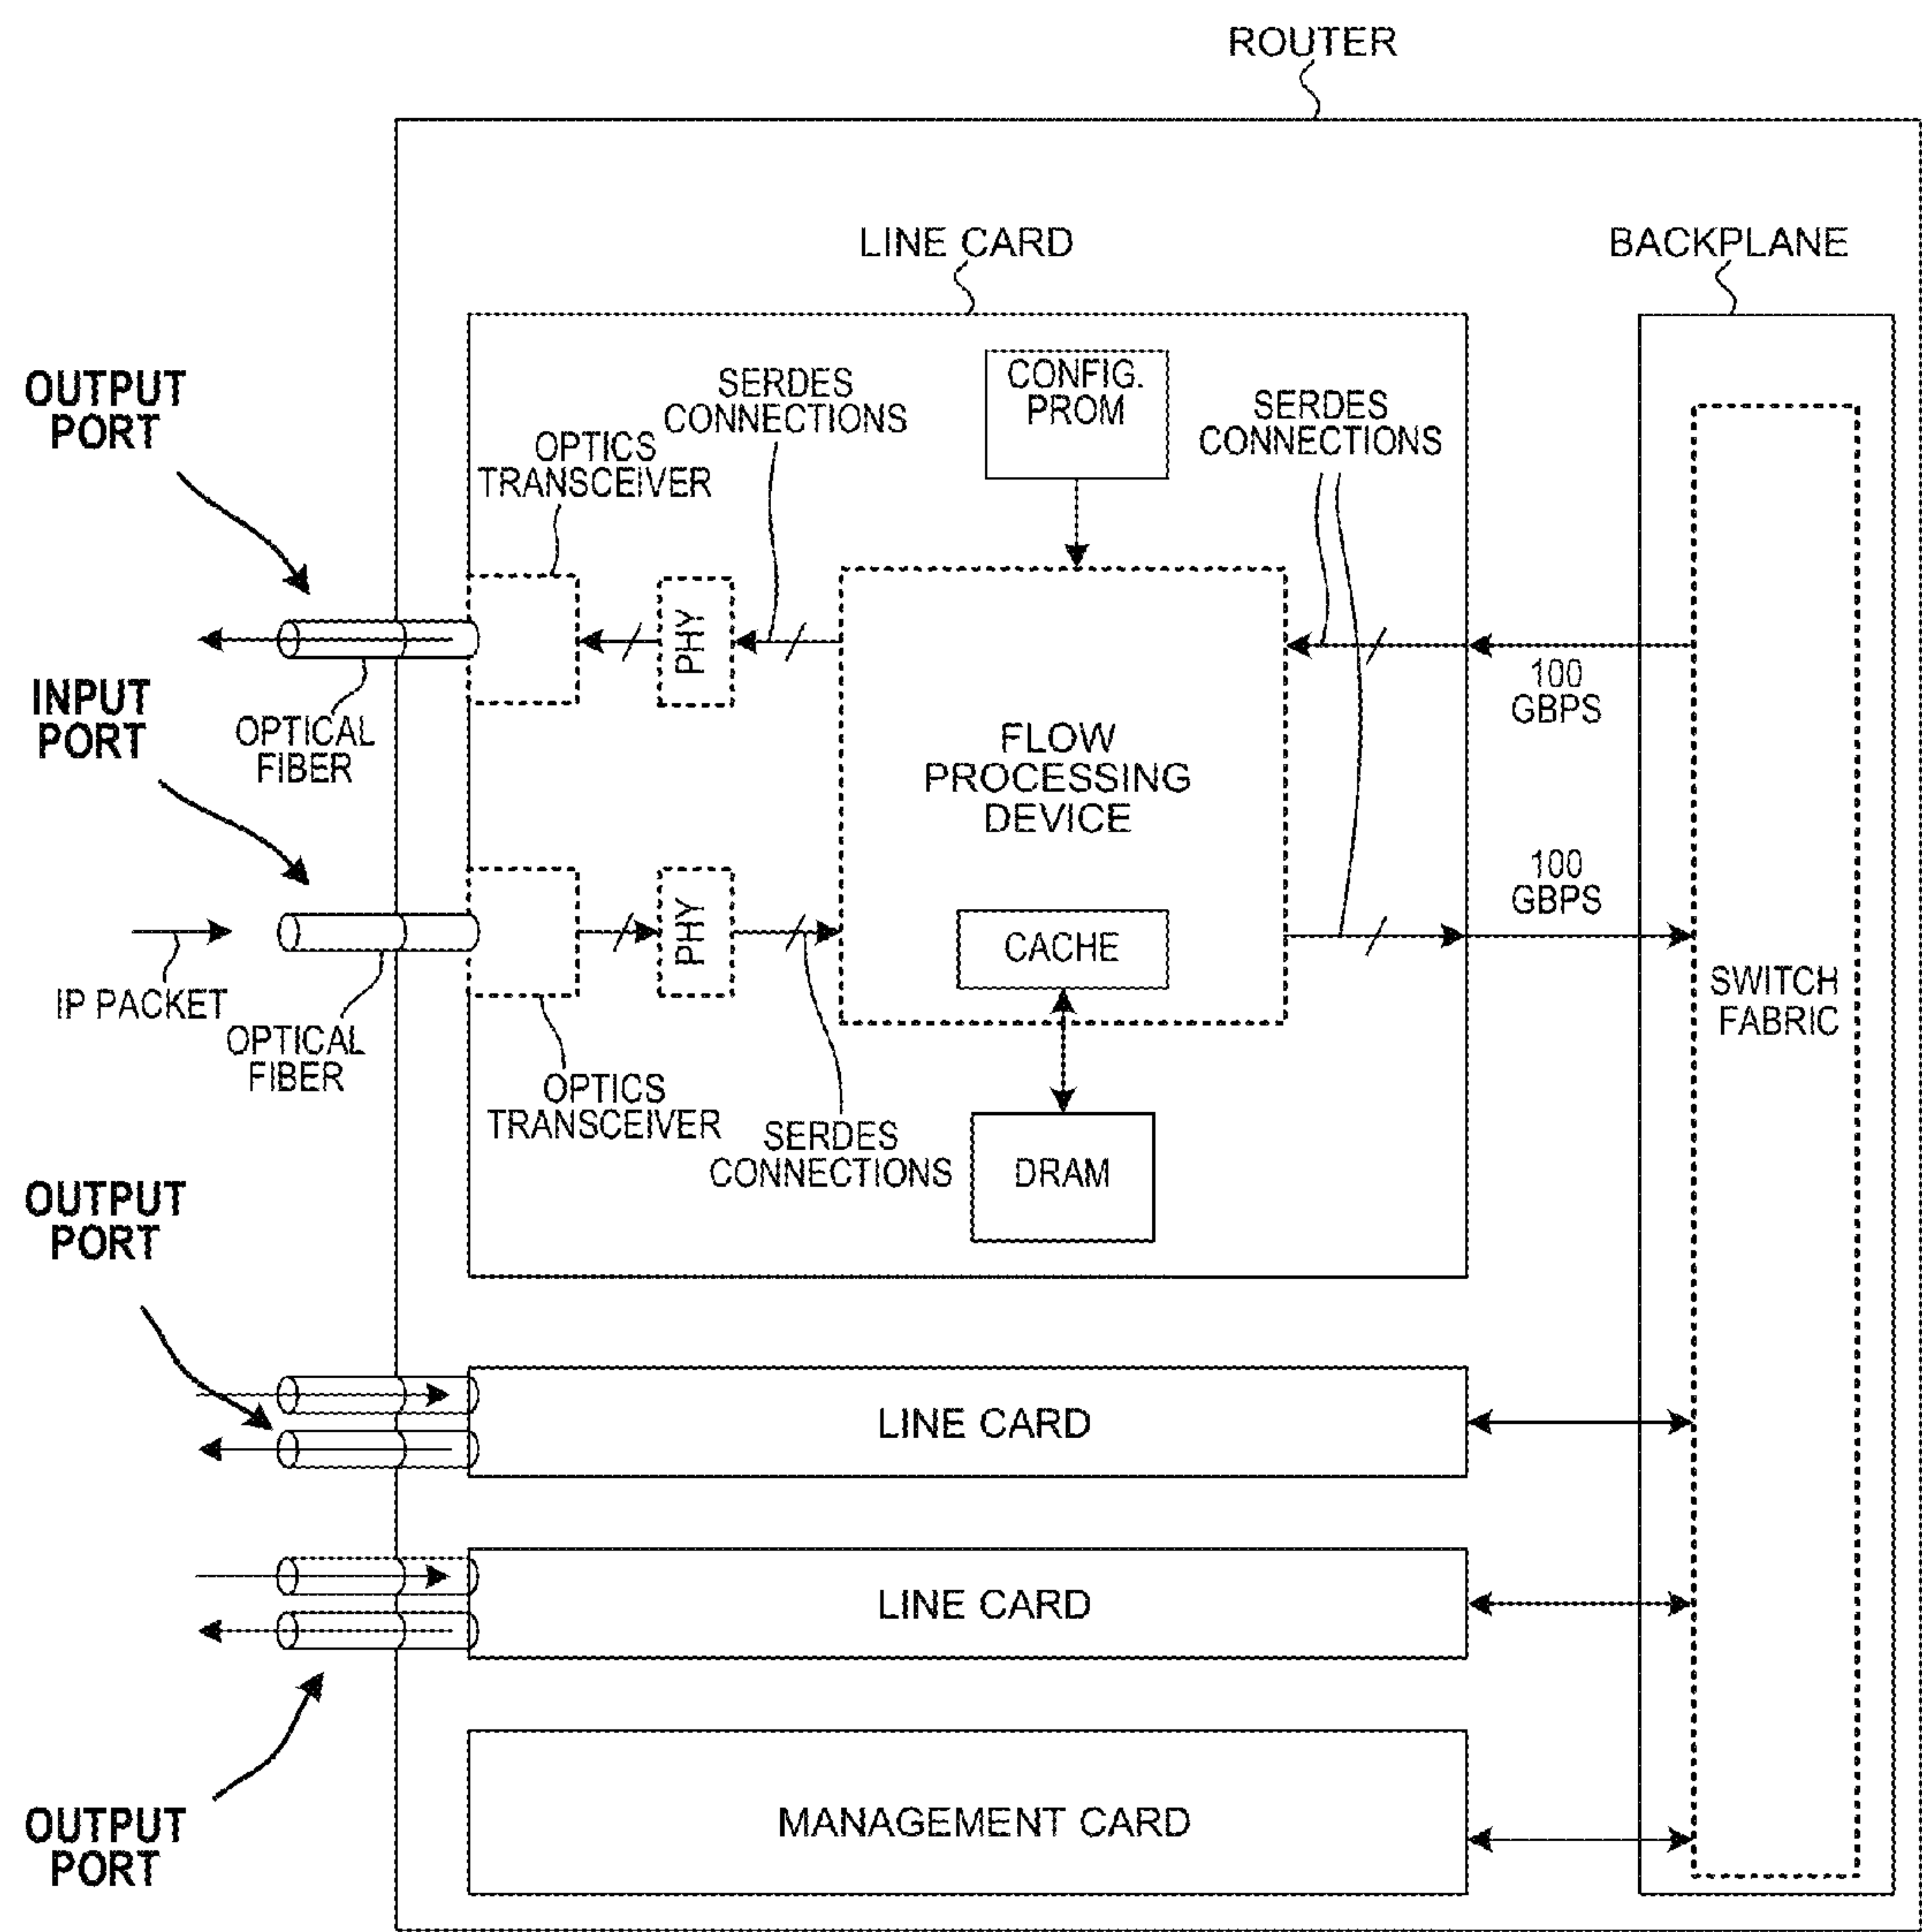 ROUTER
LINE CARD
BACKPLANE
OUTPUT
PORT
SERDES
CONNECTIONS
CONFIG.
PROM
SERDES
CONNECTIONS
OPTICS
TRANSCEIVER
PHY
100
GBPS
INPUT
PORT
OPTICAL
FIBER
FLOW
PROCESSING
DEVICE
100
GBPS
PHY
CACHE
IP PACKET
OPTICAL
FIBER
SWITCH
FABRIC
OPTICS
TRANSCEIVER
SERDES
CONNECTIONS
DRAM
OUTPUT
PORT
LINE CARD
LINE CARD
OUTPUT
PORT
MANAGEMENT CARD